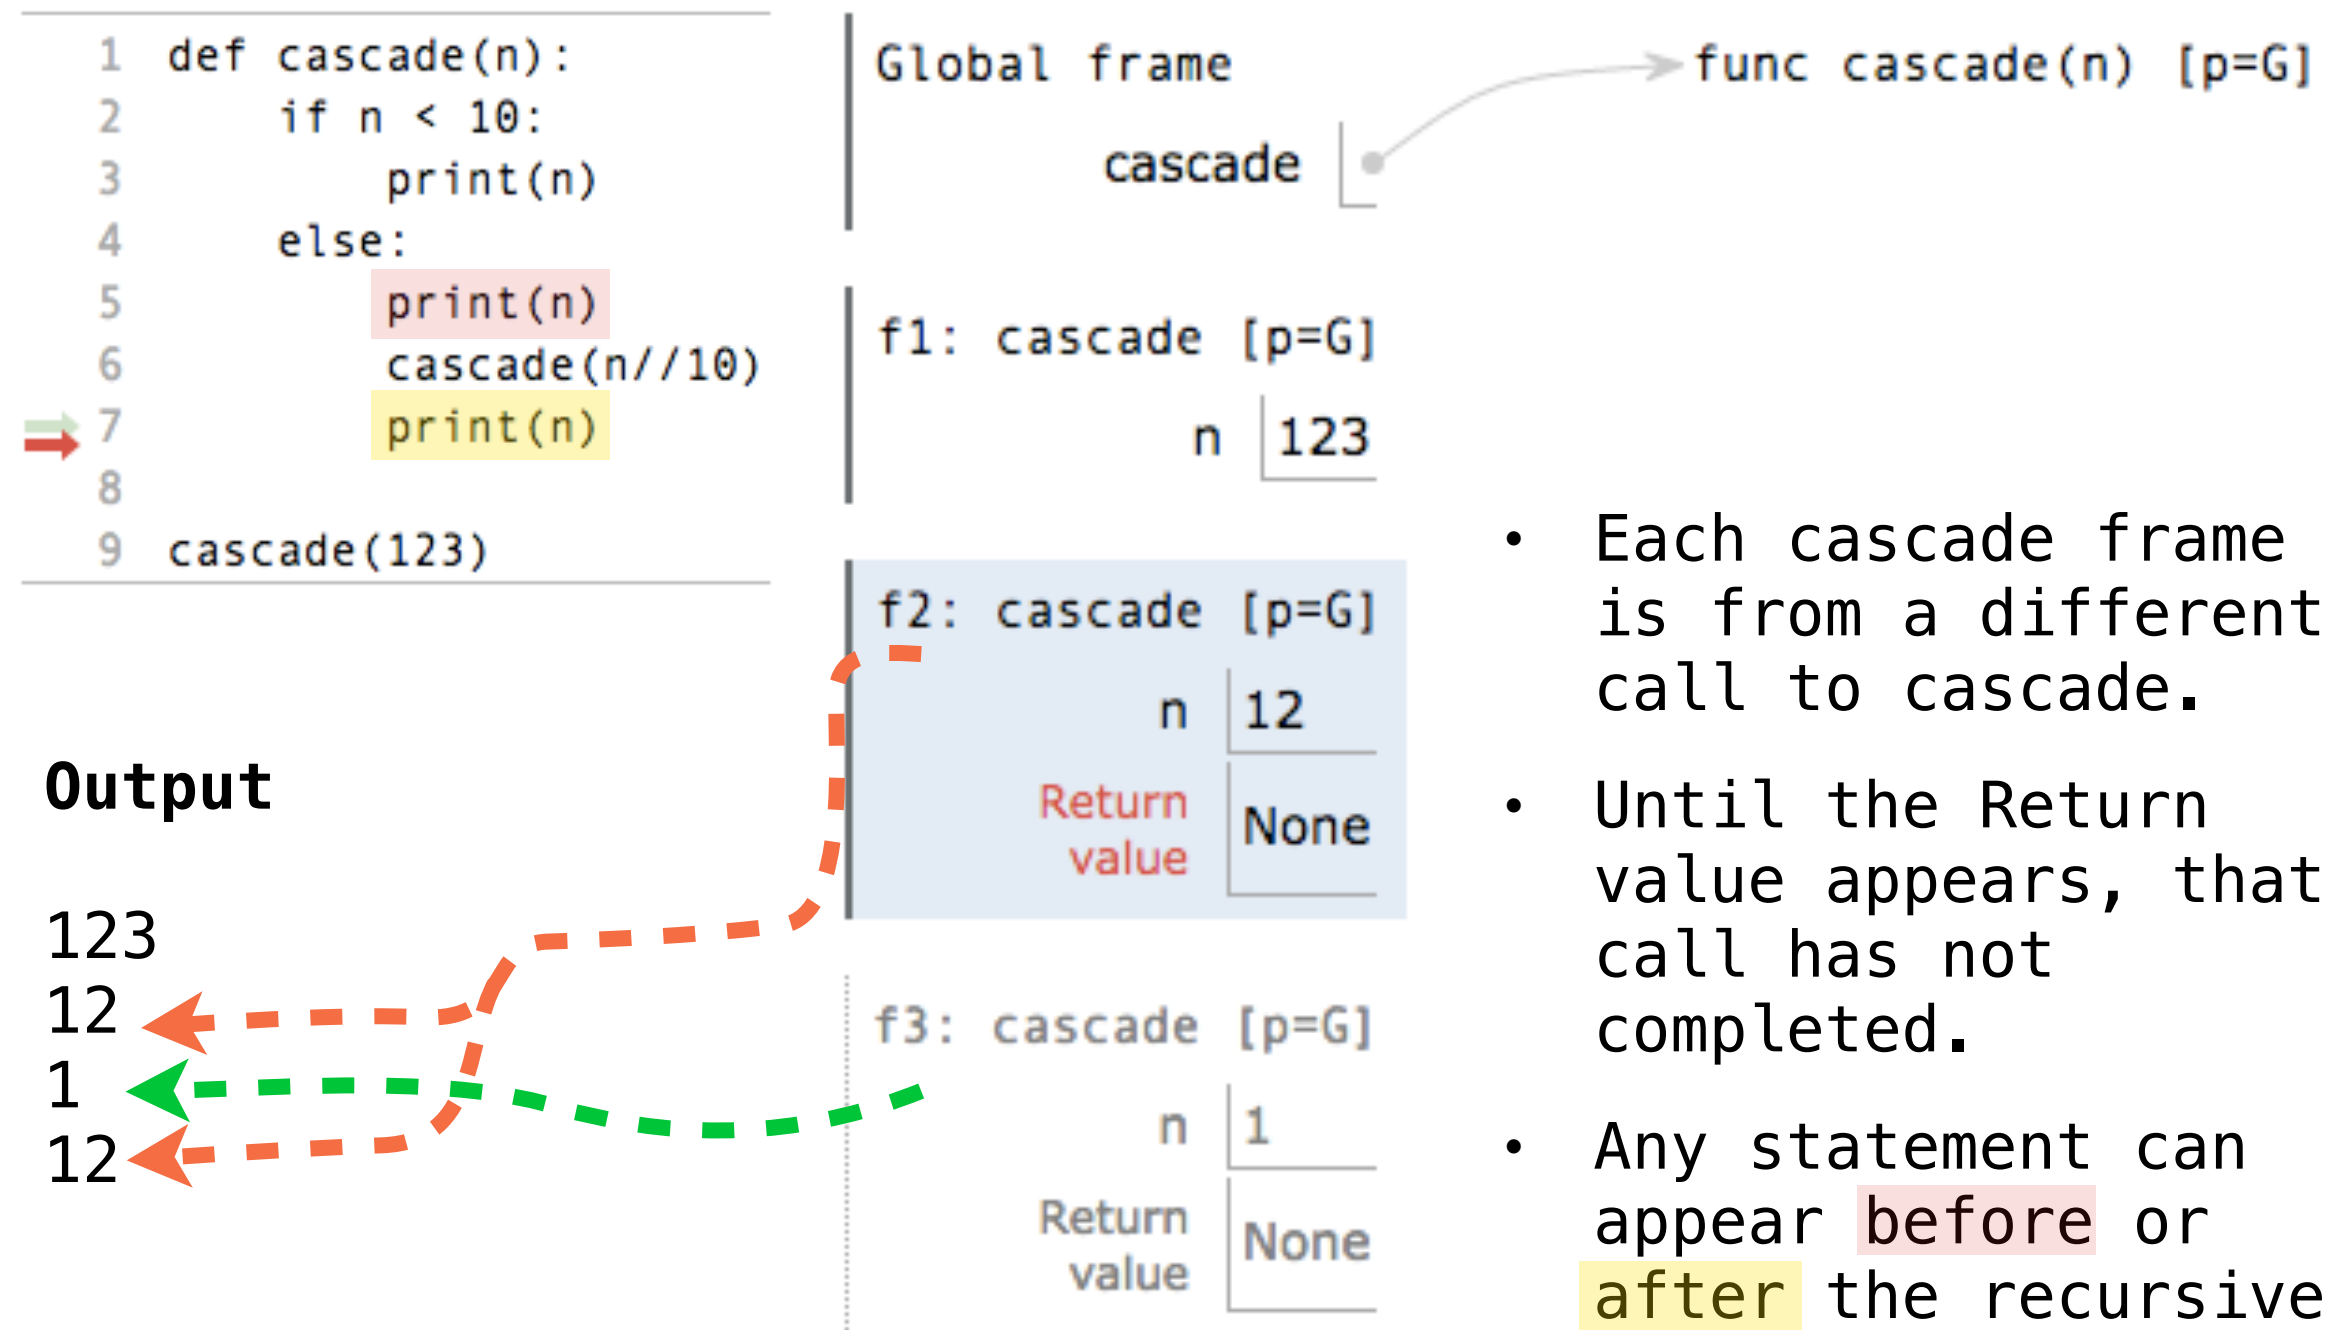 1 def cascade(n):
2 if n < 10:
3 print(n)
4 else:
5 print(n)
6 cascade(n//10)
7 print(n)
8
9 cascade(123)
Output
123
12
1
12
Global frame
cascade
func cascade(n) [p=G]
f1: cascade [p=G]
n 123
f2: cascade [p=G]
n 12
Return
value None
f3: cascade [p=G]
n 1
Return
value None
• Each cascade frame
is from a different
call to cascade.
• Until the Return
value appears, that
call has not
completed.
• Any statement can
appear before or
after the recursive